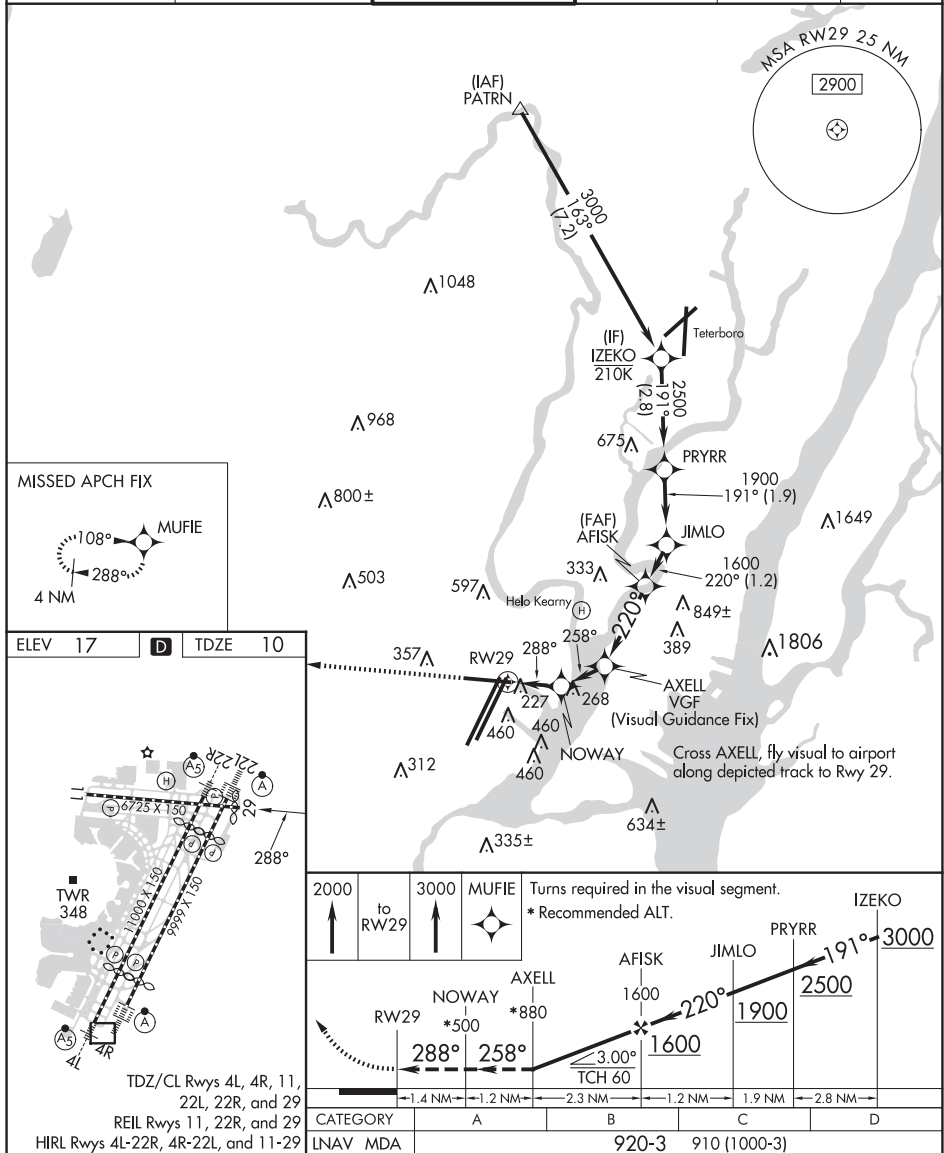 MSA RW29 25 NM
2900
(IAF)
PATRN
3000
163°
(7.2)
1048
Teterboro
(IF)
IZEKO
210K
2500
191°
(2.8)
968
675
PRYRR
1900
191° (1.9)
MISSED APCH FIX
MUFIE
108°
288°
4 NM
800±
1649
(FAF)
AFISK
JIMLO
1600
220° (1.2)
503
597
333
Helo Kearny
H
220°
849±
389
1806
ELEV 17
D
TDZE 10
357
RW29
288°
258°
227
268
AXELL
VGF
(Visual Guidance Fix)
460
460
460
NOWAY
312
Cross AXELL, fly visual to airport
along depicted track to Rwy 29.
634±
335±
22R
22L
A5
A
H
P
11
6725 X 150
29
288°
P
P
P
TWR
348
11000 X 150
9999 X 150
P
P
A
A5
4L
4R
TDZ/CL Rwys 4L, 4R, 11,
22L, 22R, and 29
REIL Rwys 11, 22R, and 29
HIRL Rwys 4L-22R, 4R-22L, and 11-29
2000
to
RW29
3000
MUFIE
Turns required in the visual segment.
* Recommended ALT.
IZEKO
PRYRR
JIMLO
AFISK
AXELL
NOWAY
RW29
*500
*880
1600
191°
3000
2500
220°
1900
1600
288°
258°
3.00°
TCH 60
1.4 NM
1.2 NM
2.3 NM
1.2 NM
1.9 NM
2.8 NM
CATEGORY A B C D
LNAV MDA 920-3 910 (1000-3)